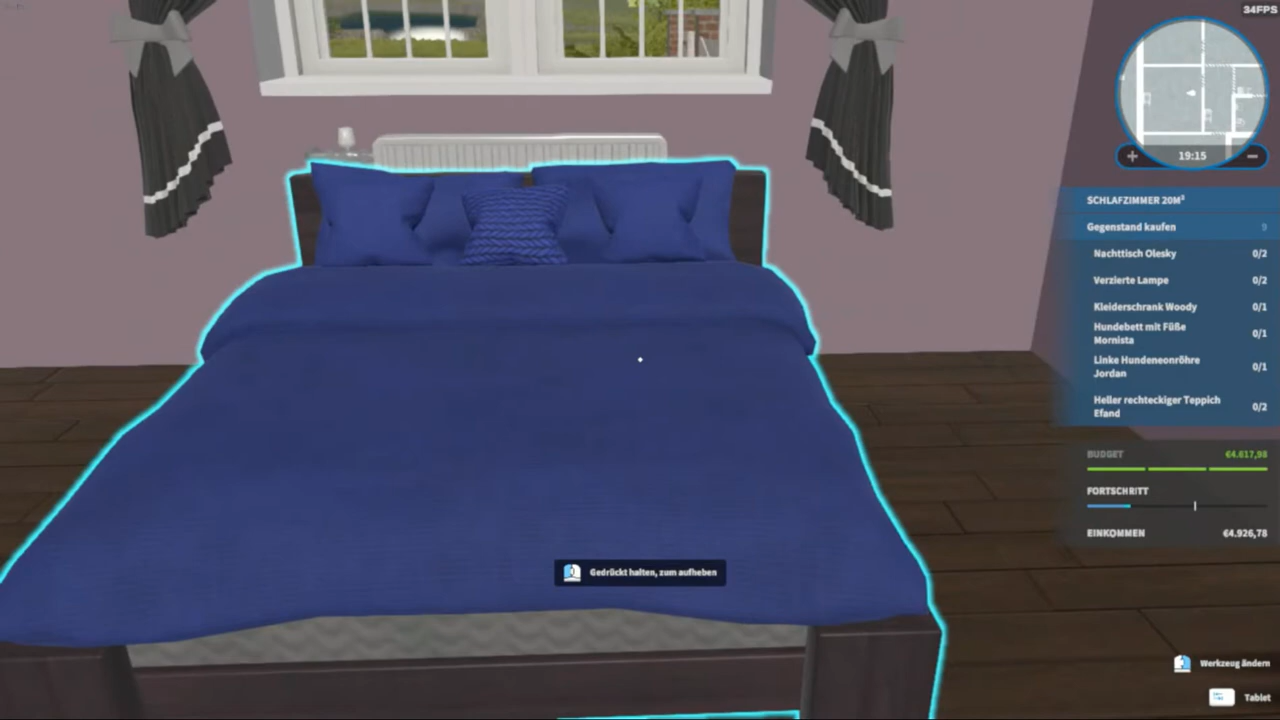 34FPS
+ 19:15 −
SCHLAFZIMMER 20M²
Gegenstand kaufen 9
Nachttisch Olesky 0/2
Verzierte Lampe 0/2
Kleiderschrank Woody 0/1
Hundebett mit Füße
Mornista 0/1
Linke Hundeneonröhre
Jordan 0/1
Heller rechteckiger Teppich
Efand 0/2
BUDGET €4.617,98
FORTSCHRITT
EINKOMMEN €4.926,78
Gedrückt halten, zum aufheben
Werkzeug ändern
Tablet